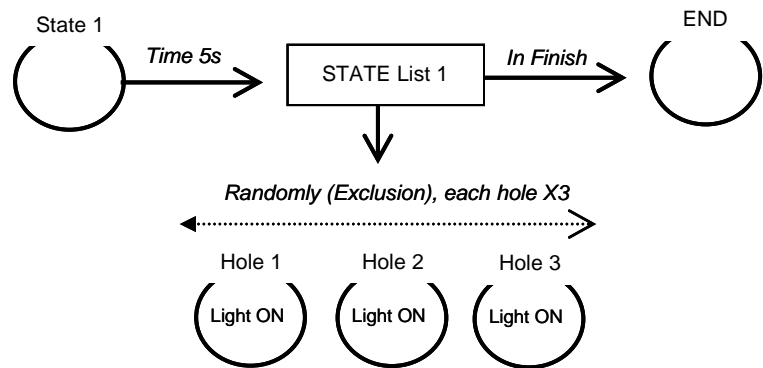 State 1
END
Time 5s
In Finish
STATE List 1
Randomly (Exclusion), each hole X3
Hole 1
Hole 2
Hole 3
Light ON
Light ON
Light ON